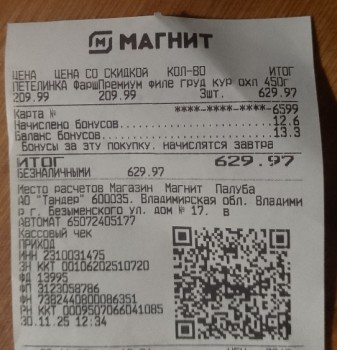 МАГНИТ
ЦЕНА ЦЕНА СО СКИДКОЙ КОЛ-ВО ИТОГ
ПЕТЕЛИНКА ФаршПремиум филе груд кур охл 450г
209.99 209.99 3шт. 629.97
Карта № ****-****-****-6599
Начислено бонусов 12.6
Баланс бонусов 13.3
Бонусы за эту покупку, начислятся завтра
ИТОГ 629.97
БЕЗНАЛИЧНЫМИ 629.97
Место расчетов Магазин Магнит Палуба
АО "Тандер" 600035. Владимирская обл. Владими
р г. Безыменского ул. дом № 17. в
АВТОМАТ 65072405177
Кассовый чек
ПРИХОД
ИНН 2310031475
ЗН ККТ 00106202510720
ФД 13995
ФП 3123058786
ФН 7382440800086351
РН ККТ 0009507066041085
30.11.25 12:34